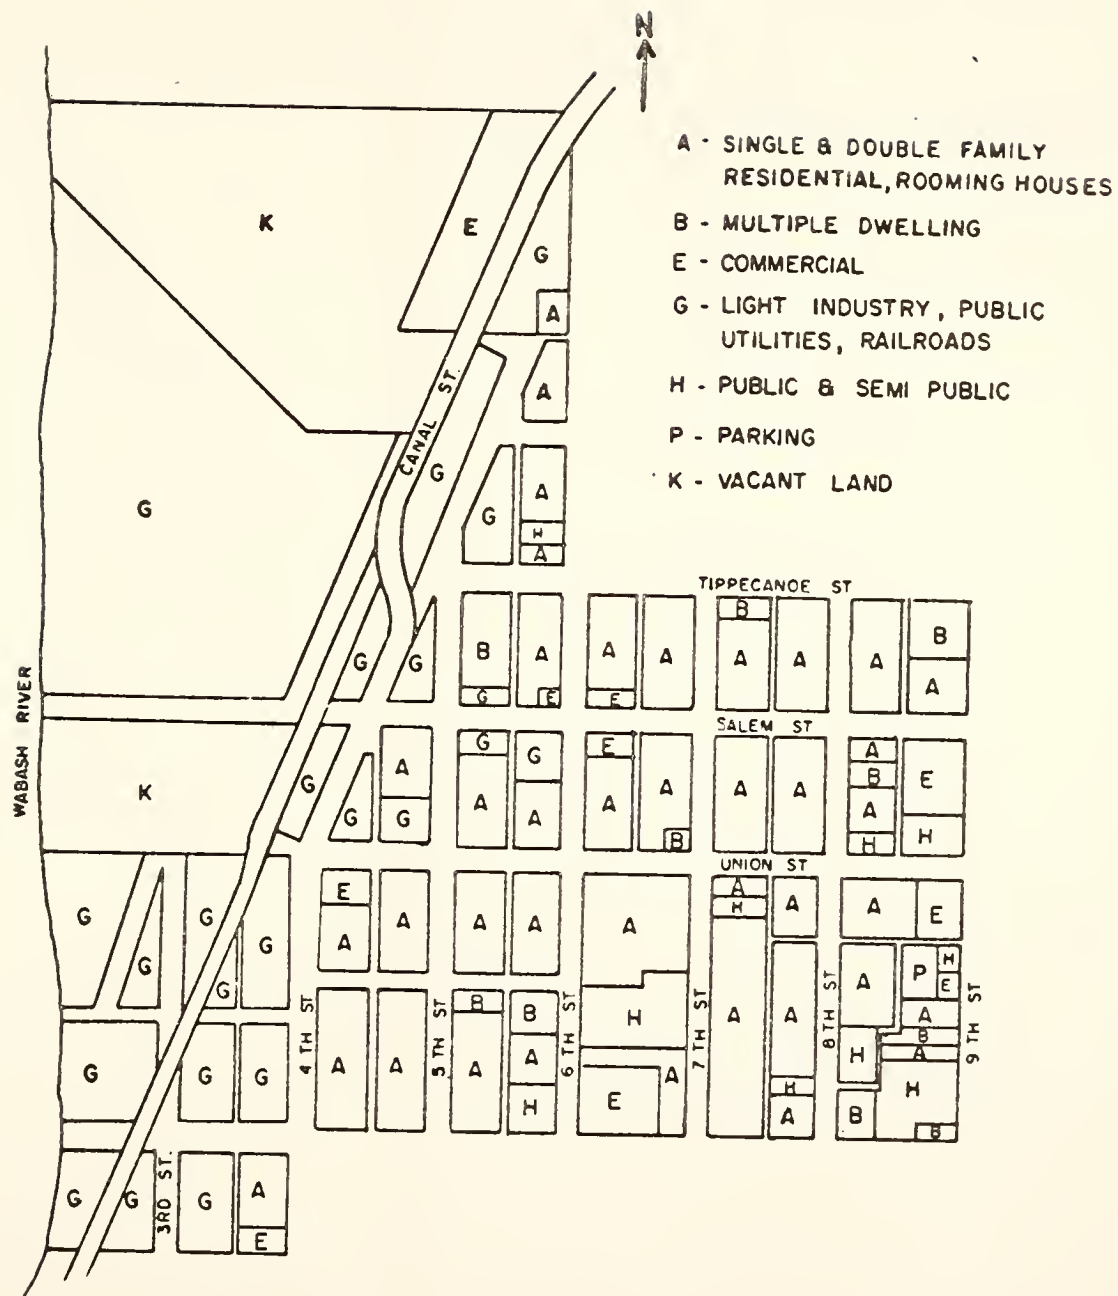 N
A - SINGLE & DOUBLE FAMILY
RESIDENTIAL, ROOMING HOUSES
B - MULTIPLE DWELLING
E - COMMERCIAL
G - LIGHT INDUSTRY, PUBLIC
UTILITIES, RAILROADS
H - PUBLIC & SEMI PUBLIC
P - PARKING
K - VACANT LAND
K
E
G
A
A
CANAL ST.
G
G
G
A
H
A
TIPPECANOE ST
G
G
B
G
A
E
A
E
A
B
A
A
A
B
A
WABASH RIVER
SALEM ST
K
G
G
A
G
G
A
G
A
E
A
A
B
A
A
A
B
A
H
E
H
UNION ST
G
G
G
G
G
E
A
A
A
A
A
H
A
E
A
H
A
A
A
H
A
A
E
A
H
B
P
H
E
A
B
A
H
B
4 TH ST
5 TH ST
6 TH ST
7 TH ST
8 TH ST
9 TH ST
G
G
G
A
A
B
A
B
A
H
G
G
3RD ST.
G
A
E